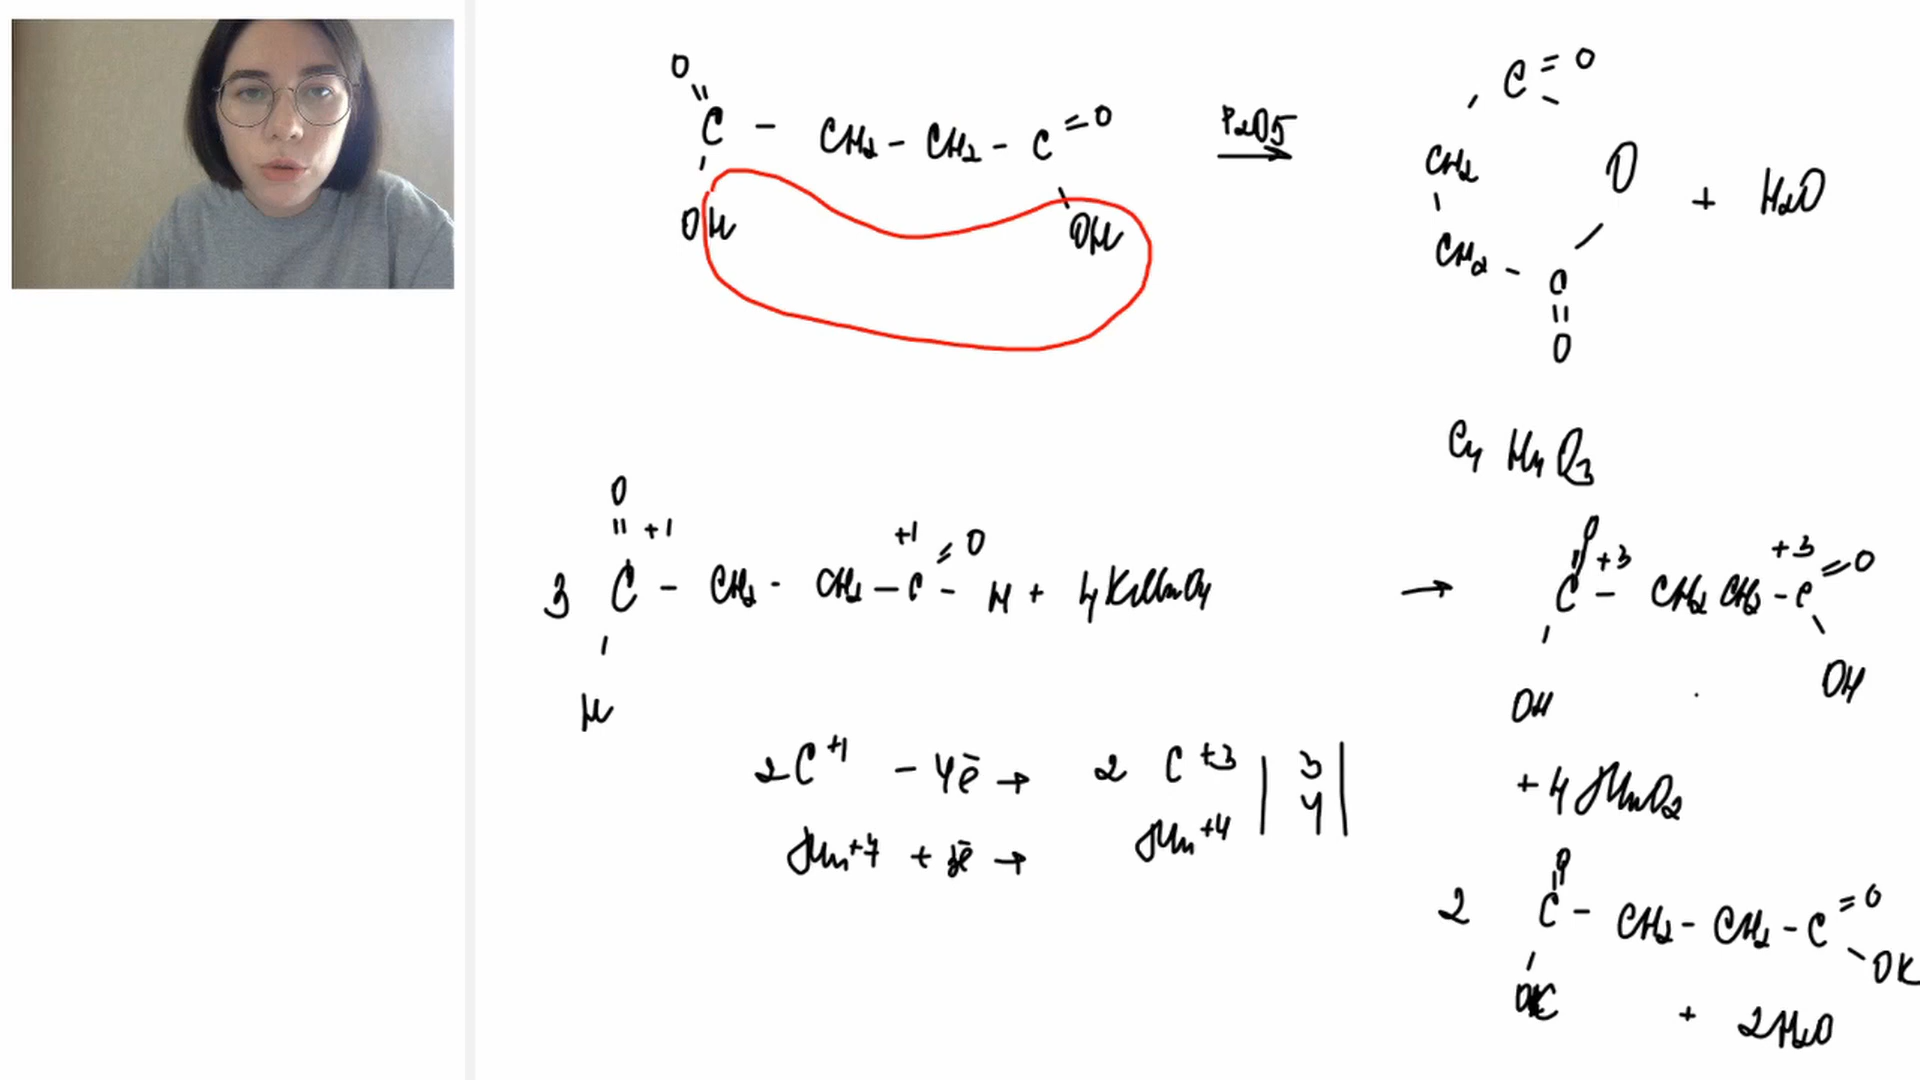 O
C = O
C – CH2 – CH2 – C = O  P2O5 →  CH2  O + H2O
OH  OH
CH2 – C
O
C4 H4 O3
O
+1  +1  O  O  +3  +3  O
3 C – CH2 - CH2 – C - H + 4 KMnO4 → C – CH2 CH2 – C
H  OH  OH
2C+1 – 4ē → 2 C+3 | 3 |
+ 4 MnO2
Mn+7 + 3ē → Mn+4 | 4 |
O
2 C – CH2 – CH2 – C = O
OK  OK
+ 2H2O